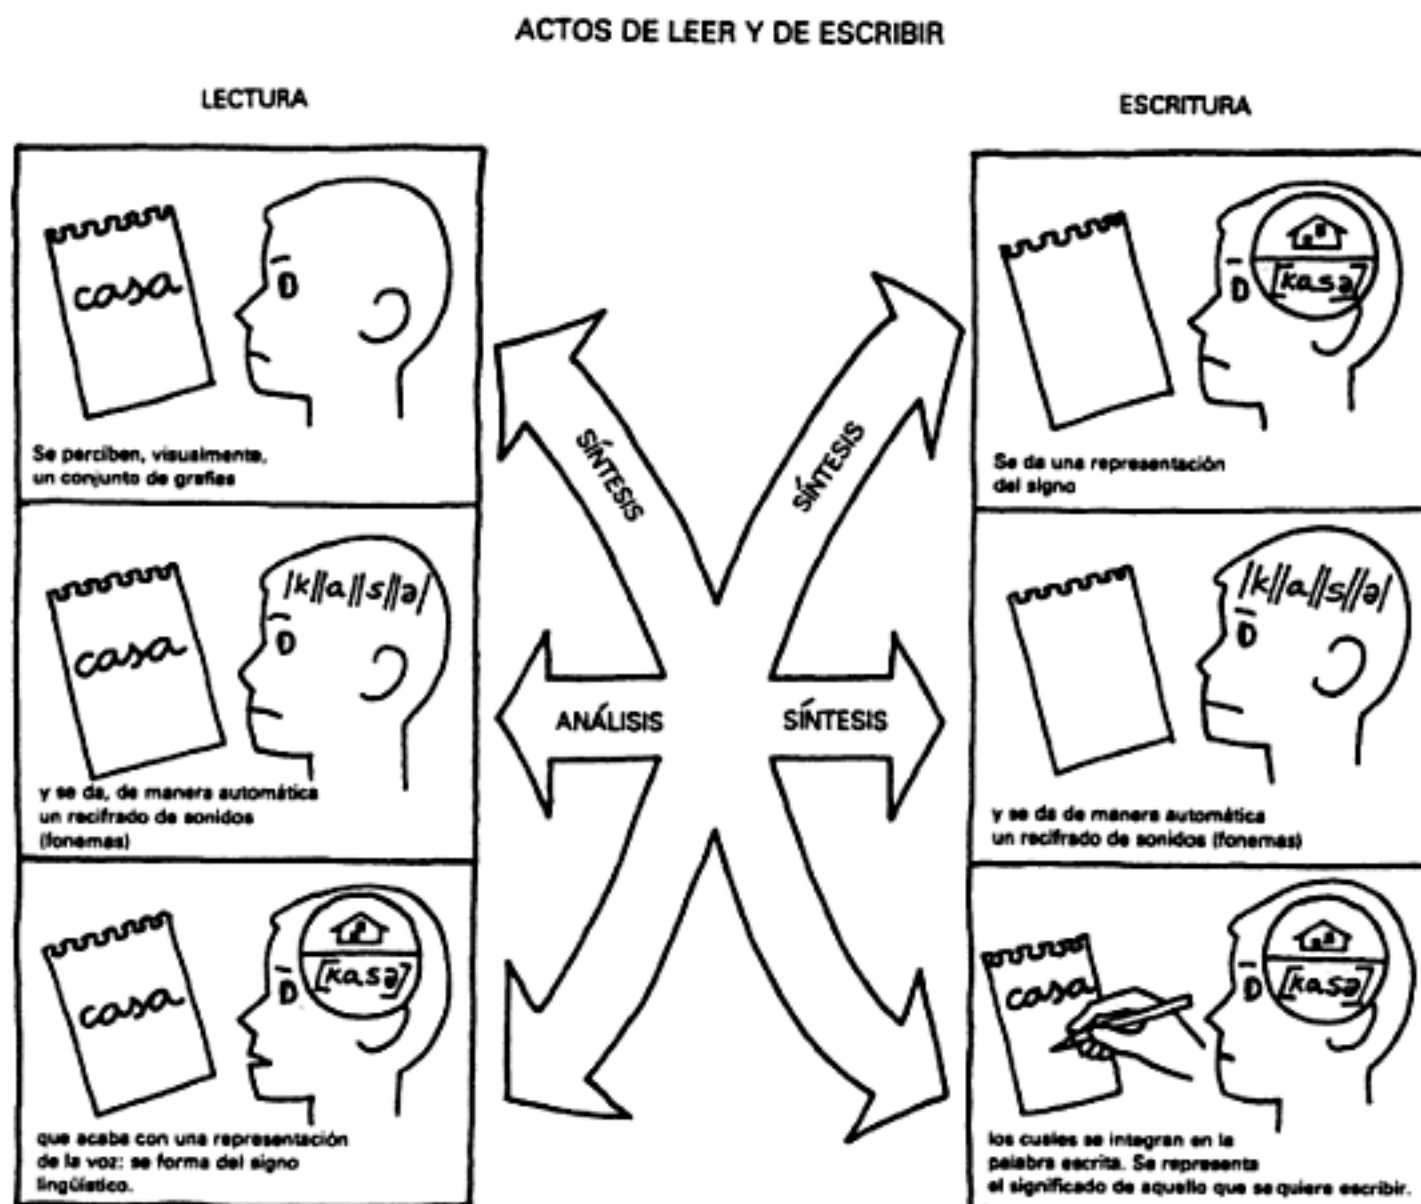 ACTOS DE LEER Y DE ESCRIBIR
LECTURA
casa
Se perciben, visualmente,
un conjunto de grafías
casa
|k||a||s||ə|
y se da, de manera automática
un recifrado de sonidos
(fonemas)
casa
[kasə]
que acaba con una representación
de la voz: se forma del signo
lingüístico.
SÍNTESIS
SÍNTESIS
ANÁLISIS
SÍNTESIS
ESCRITURA
[kasə]
Se da una representación
del signo
|k||a||s||ə|
y se da de manera automática
un recifrado de sonidos (fonemas)
casa
[kasə]
los cuales se integran en la
palabra escrita. Se representa
el significado de aquello que se quiere escribir.